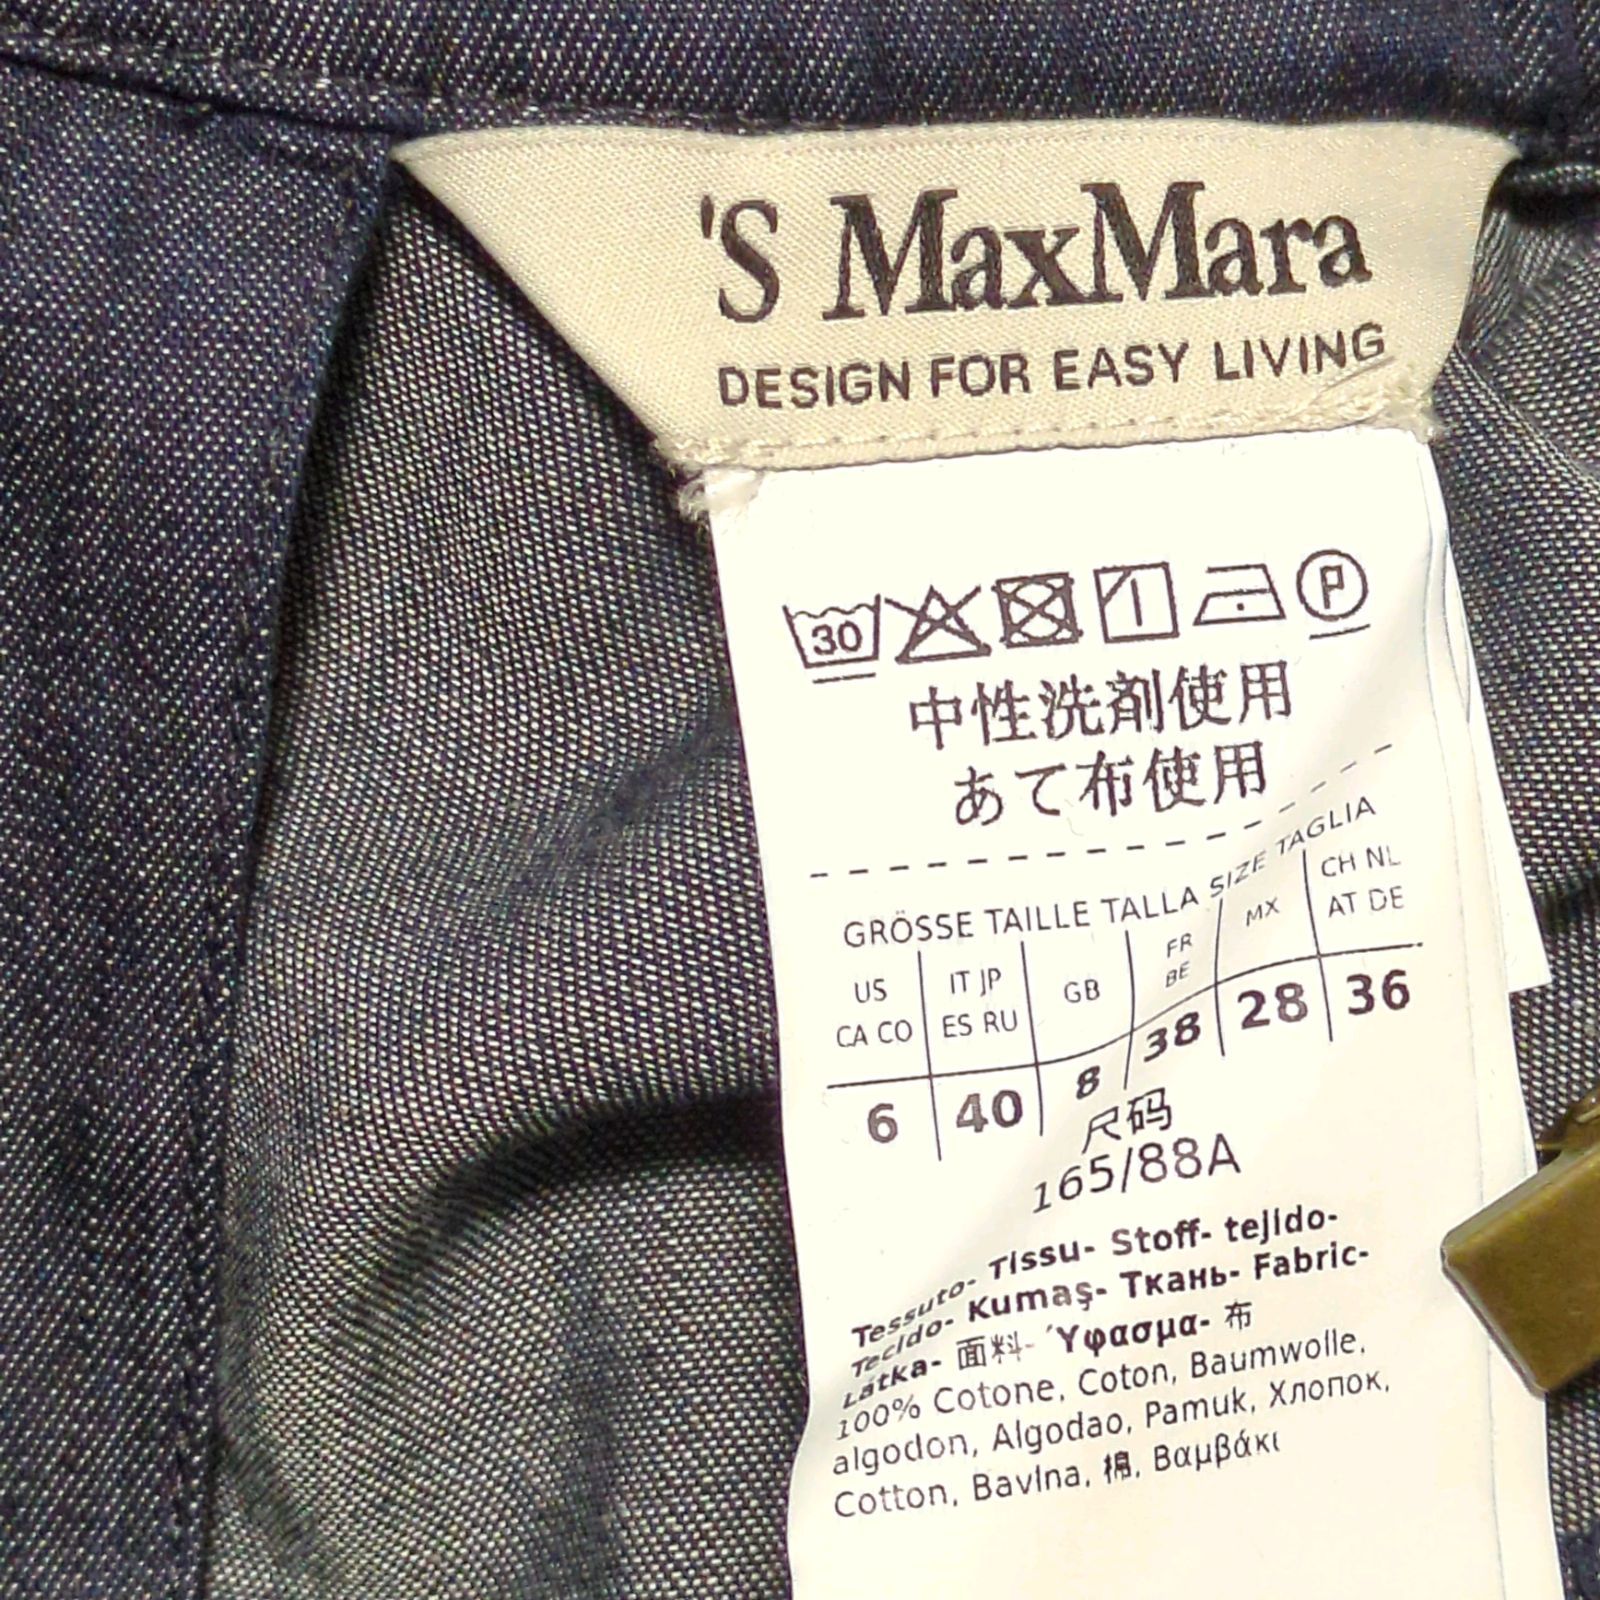 'S MaxMara
DESIGN FOR EASY LIVING
30 P
中性洗剤使用
あて布使用
GRÖSSE TAILLE TALLA SIZE TAGLIA
US CA CO IT JP ES RU GB FR BE MX CH NL AT DE
6 40 8 38 28 36
尺码
165/88A
Tessuto- Tissu- Stoff- tejido-
Tecido- Kumaş- Ткань- Fabric-
Látka- 面料- Ύφασμα- 布
100% Cotone, Coton, Baumwolle,
algodon, Algodao, Pamuk, Хлопок,
Cotton, Bavlna, 棉, Βαμβάκι